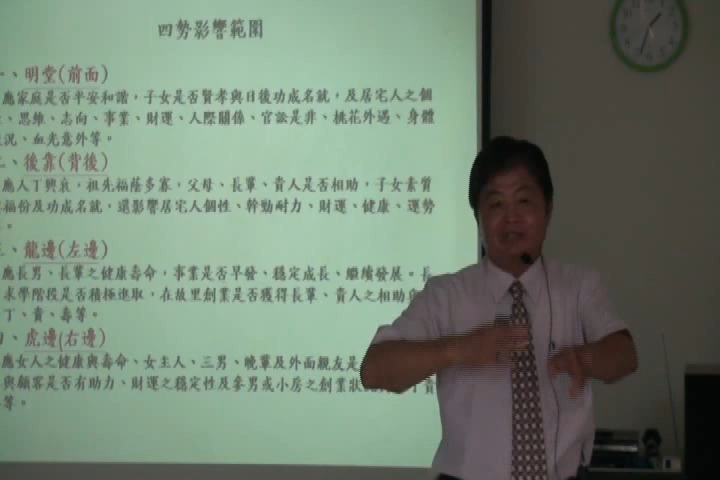 四勢影響範圍
一、明堂(前面)
應家庭是否平安和諧，子女是否賢孝與日後功成名就，及居宅人之個
、思維、志向、事業、財運、人際關係、官訟是非、桃花外遇、身體
況、血光意外等。
二、後靠(背後)
應人丁興衰，祖先福蔭多寡，父母、長輩、貴人是否相助，子女素質
福份及功成名就，還影響居宅人個性、幹勁耐力、財運、健康、運勢
。
三、龍邊(左邊)
應長男、長輩之健康壽命，事業是否早發、穩定成長、繼續發展。長
求學階段是否積極進取，在故里創業是否獲得長輩、貴人之相助
丁、貴、壽等。
四、虎邊(右邊)
應女人之健康與壽命、女主人、三男、晚輩及外面親友是
與顧客是否有助力、財運之穩定性及參男或小房之創業狀
等。